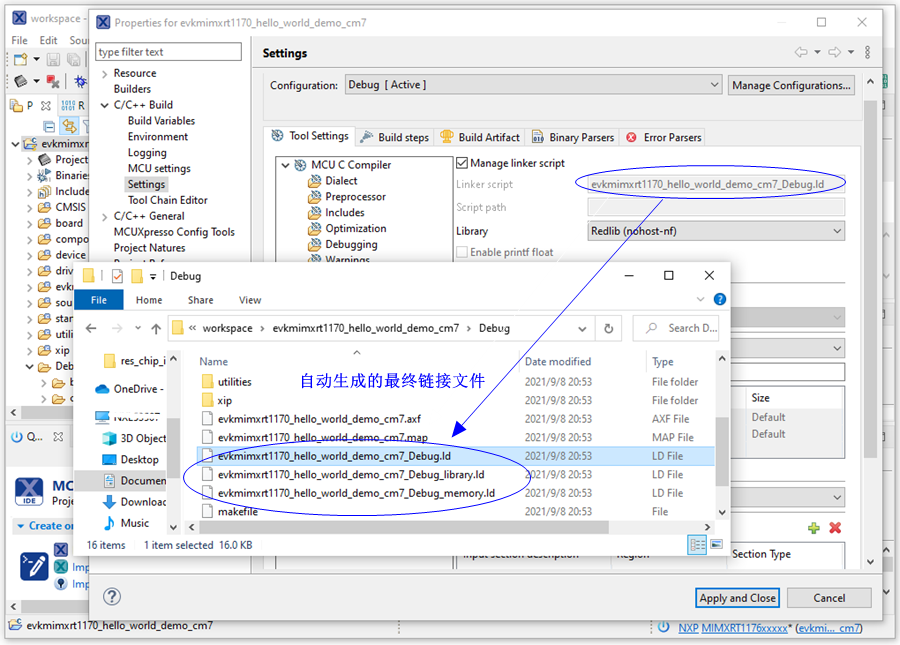 workspace -
Properties for evkmimxrt1170_hello_world_demo_cm7
File Edit Sou
type filter text
Settings
Resource
Builders
C/C++ Build
Build Variables
Environment
Logging
MCU settings
Settings
Tool Chain Editor
C/C++ General
MCUXpresso Config Tools
Project Natures
Configuration: Debug [ Active ] Manage Configurations...
Tool Settings Build steps Build Artifact Binary Parsers Error Parsers
MCU C Compiler
Dialect
Preprocessor
Includes
Optimization
Debugging
Warnings
Manage linker script
Linker script evkmimxrt1170_hello_world_demo_cm7_Debug.ld
Script path
Library Redlib (nohost-nf)
Enable printf float
P R
evkmimx
Project
Binarie
Include
CMSIS
board
compo
device
driv
evk
sou
star
utili
xip
Deb
Debug
File Home Share View
« workspace › evkmimxrt1170_hello_world_demo_cm7 › Debug Search D...
res_chip_i
OneDrive -
3D Object
Desktop
Documen
Download
Music
Name Date modified Type
utilities 2021/9/8 20:53 File folder
xip 2021/9/8 20:53 File folder
evkmimxrt1170_hello_world_demo_cm7.axf 2021/9/8 20:53 AXF File
evkmimxrt1170_hello_world_demo_cm7.map 2021/9/8 20:53 MAP File
evkmimxrt1170_hello_world_demo_cm7_Debug.ld 2021/9/8 20:53 LD File
evkmimxrt1170_hello_world_demo_cm7_Debug_library.ld 2021/9/8 20:53 LD File
evkmimxrt1170_hello_world_demo_cm7_Debug_memory.ld 2021/9/8 20:53 LD File
makefile 2021/9/8 20:53 File
自动生成的最终链接文件
16 items 1 item selected 16.0 KB
Size
Default
Default
Input section description Region Section Type
Q...
IDE
MC
Proje
Create or
Imp
Imp
Apply and Close Cancel
evkmimxrt1170_hello_world_demo_cm7
NXP MIMXRT1176xxxxx* (evkmi... cm7)